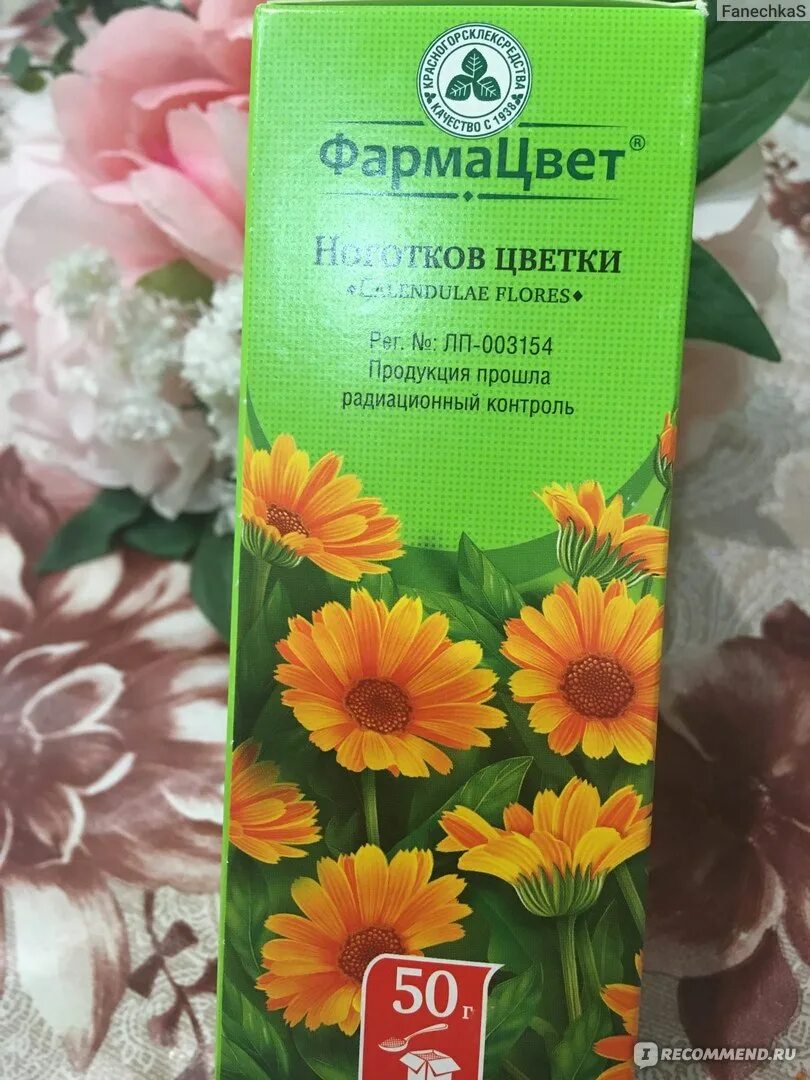 FanechkaS
КРАСНОГОРСКЛЕКСРЕДСТВА
КАЧЕСТВО С 1938
ФармаЦвет®
Ноготков цветки
CALENDULAE FLORES
Рег. №: ЛП-003154
Продукция прошла
радиационный контроль
50 г
IRECOMMEND.RU